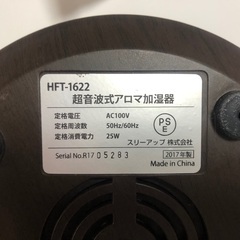 HFT-1622
超音波式アロマ加湿器
定格電圧 AC100V
定格周波数 50Hz/60Hz
定格消費電力 25W
PS
E
スリーアップ 株式会社
Serial No.R17 05283 2017年製
Made in China